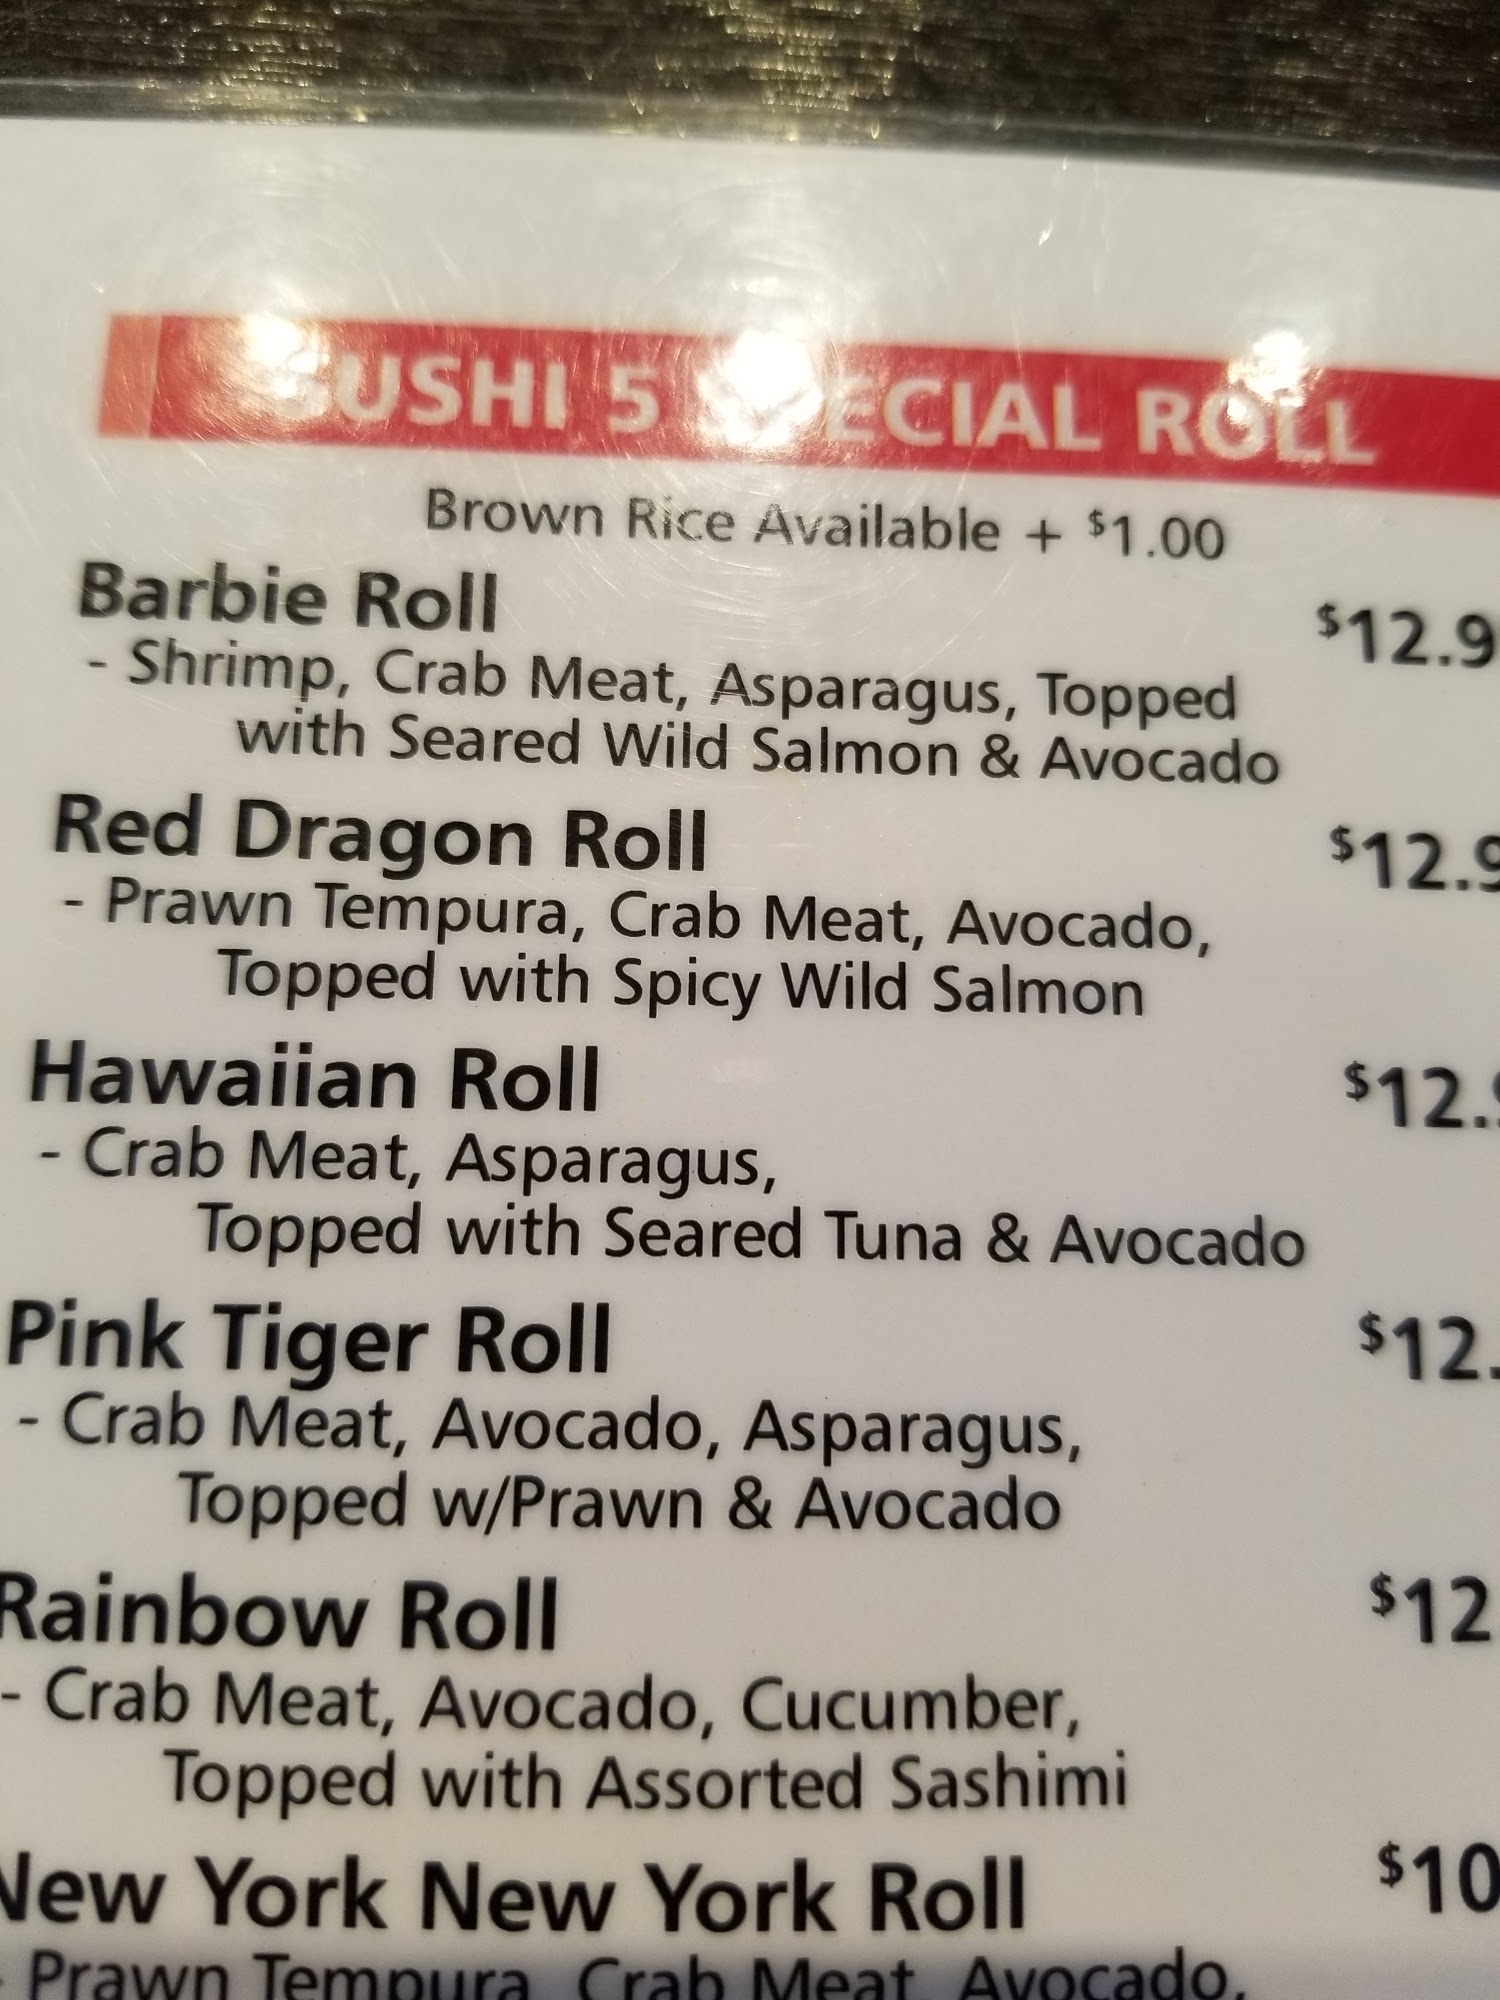 SUSHI 5 SPECIAL ROLL
Brown Rice Available + $1.00
Barbie Roll $12.9
- Shrimp, Crab Meat, Asparagus, Topped
with Seared Wild Salmon & Avocado
Red Dragon Roll $12.9
- Prawn Tempura, Crab Meat, Avocado,
Topped with Spicy Wild Salmon
Hawaiian Roll $12.9
- Crab Meat, Asparagus,
Topped with Seared Tuna & Avocado
Pink Tiger Roll $12.
- Crab Meat, Avocado, Asparagus,
Topped w/Prawn & Avocado
Rainbow Roll $12
- Crab Meat, Avocado, Cucumber,
Topped with Assorted Sashimi
New York New York Roll $10
- Prawn Tempura, Crab Meat, Avocado,